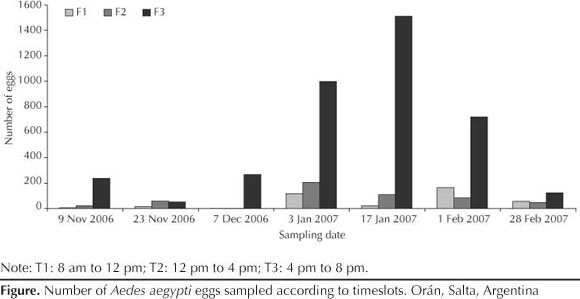 1600
F1 F2 F3
1400
1200
1000
800
600
400
200
0
Number of eggs
9 Nov 2006 23 Nov 2006 7 Dec 2006 3 Jan 2007 17 Jan 2007 1 Feb 2007 28 Feb 2007
Sampling date
Note: T1: 8 am to 12 pm; T2: 12 pm to 4 pm; T3: 4 pm to 8 pm.
Figure. Number of Aedes aegypti eggs sampled according to timeslots. Orán, Salta, Argentina